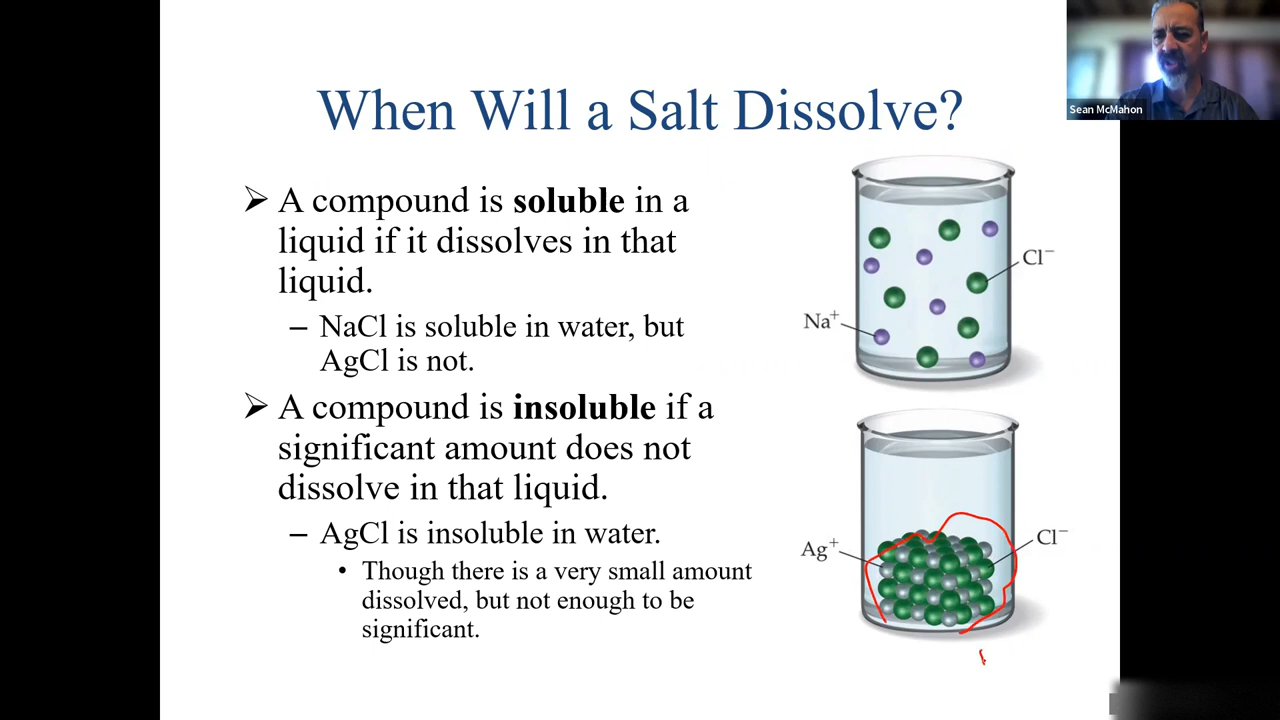 Sean McMahon
When Will a Salt Dissolve?
➢ A compound is soluble in a
liquid if it dissolves in that
liquid.
– NaCl is soluble in water, but
AgCl is not.
➢ A compound is insoluble if a
significant amount does not
dissolve in that liquid.
– AgCl is insoluble in water.
• Though there is a very small amount
dissolved, but not enough to be
significant.
Cl⁻
Na⁺
Ag⁺
Cl⁻